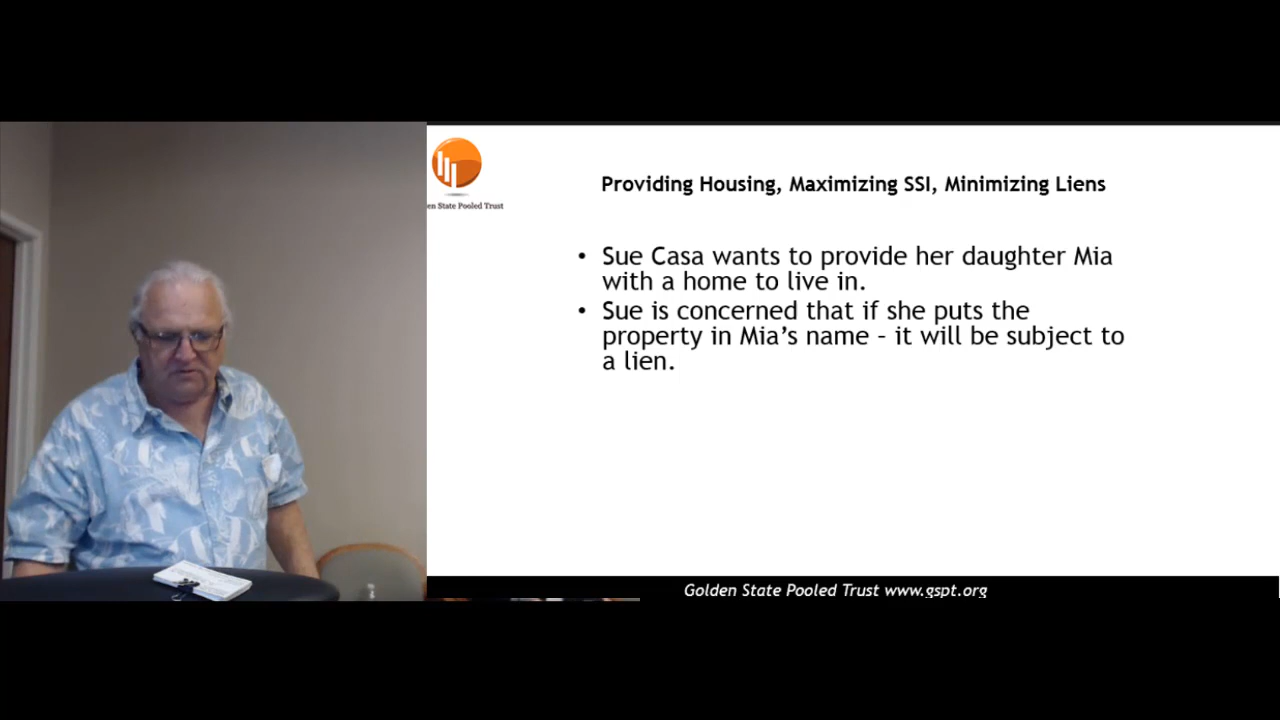 en State Pooled Trust
Providing Housing, Maximizing SSI, Minimizing Liens
• Sue Casa wants to provide her daughter Mia
with a home to live in.
• Sue is concerned that if she puts the
property in Mia's name – it will be subject to
a lien.
Golden State Pooled Trust www.gspt.org